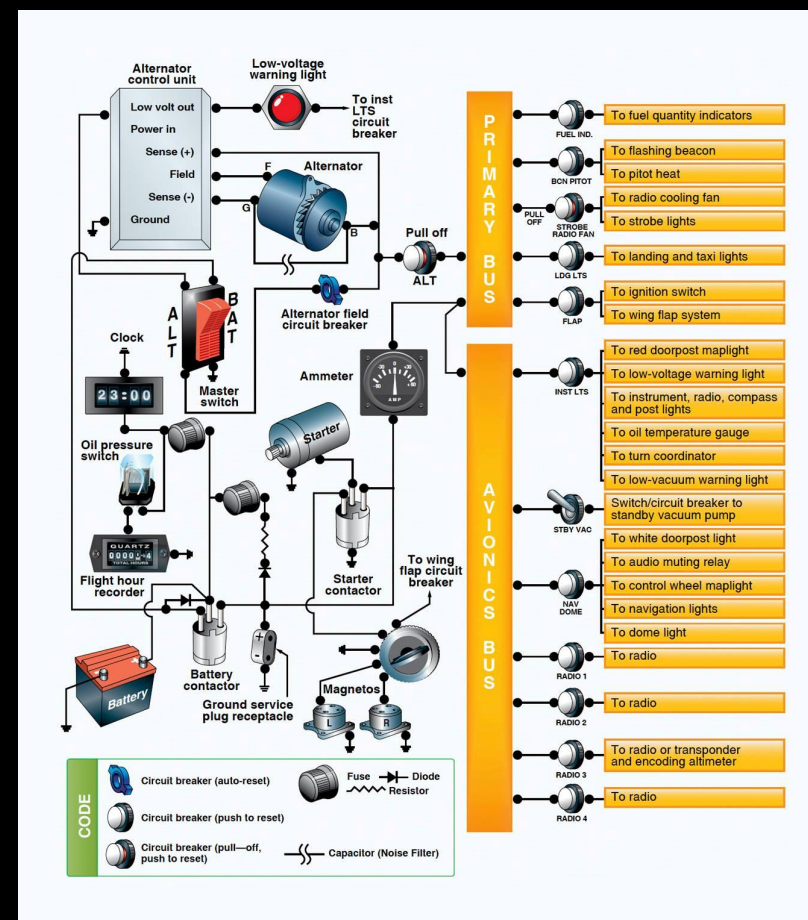 Alternator
control unit
Low-voltage
warning light
Low volt out
Power in
Sense (+)
Field
Sense (-)
Ground
To inst
LTS
circuit
breaker
F
Alternator
G
B
Pull off
ALT
ALT
BAT
Alternator field
circuit breaker
Master
switch
Clock
23:00
Oil pressure
switch
QUARTZ
TOTAL HOURS
Flight hour
recorder
Ammeter
-30
0
+30
-60
+60
AMP
Starter
Starter
contactor
To wing
flap circuit
breaker
Battery
Battery
contactor
Ground service
plug receptacle
+
-
Magnetos
L
R
PRIMARY BUS
FUEL IND.
To fuel quantity indicators
BCN PITOT
To flashing beacon
To pitot heat
PULL
OFF
STROBE
RADIO FAN
To radio cooling fan
To strobe lights
LDG LTS
To landing and taxi lights
FLAP
To ignition switch
To wing flap system
AVIONICS BUS
INST LTS
To red doorpost maplight
To low-voltage warning light
To instrument, radio, compass
and post lights
To oil temperature gauge
To turn coordinator
To low-vacuum warning light
STBY VAC
Switch/circuit breaker to
standby vacuum pump
NAV
DOME
To white doorpost light
To audio muting relay
To control wheel maplight
To navigation lights
To dome light
RADIO 1
To radio
RADIO 2
To radio
RADIO 3
To radio or transponder
and encoding altimeter
RADIO 4
To radio
CODE
Circuit breaker (auto-reset)
Circuit breaker (push to reset)
Circuit breaker (pull—off,
push to reset)
Fuse
Diode
Resistor
Capacitor (Noise Filter)